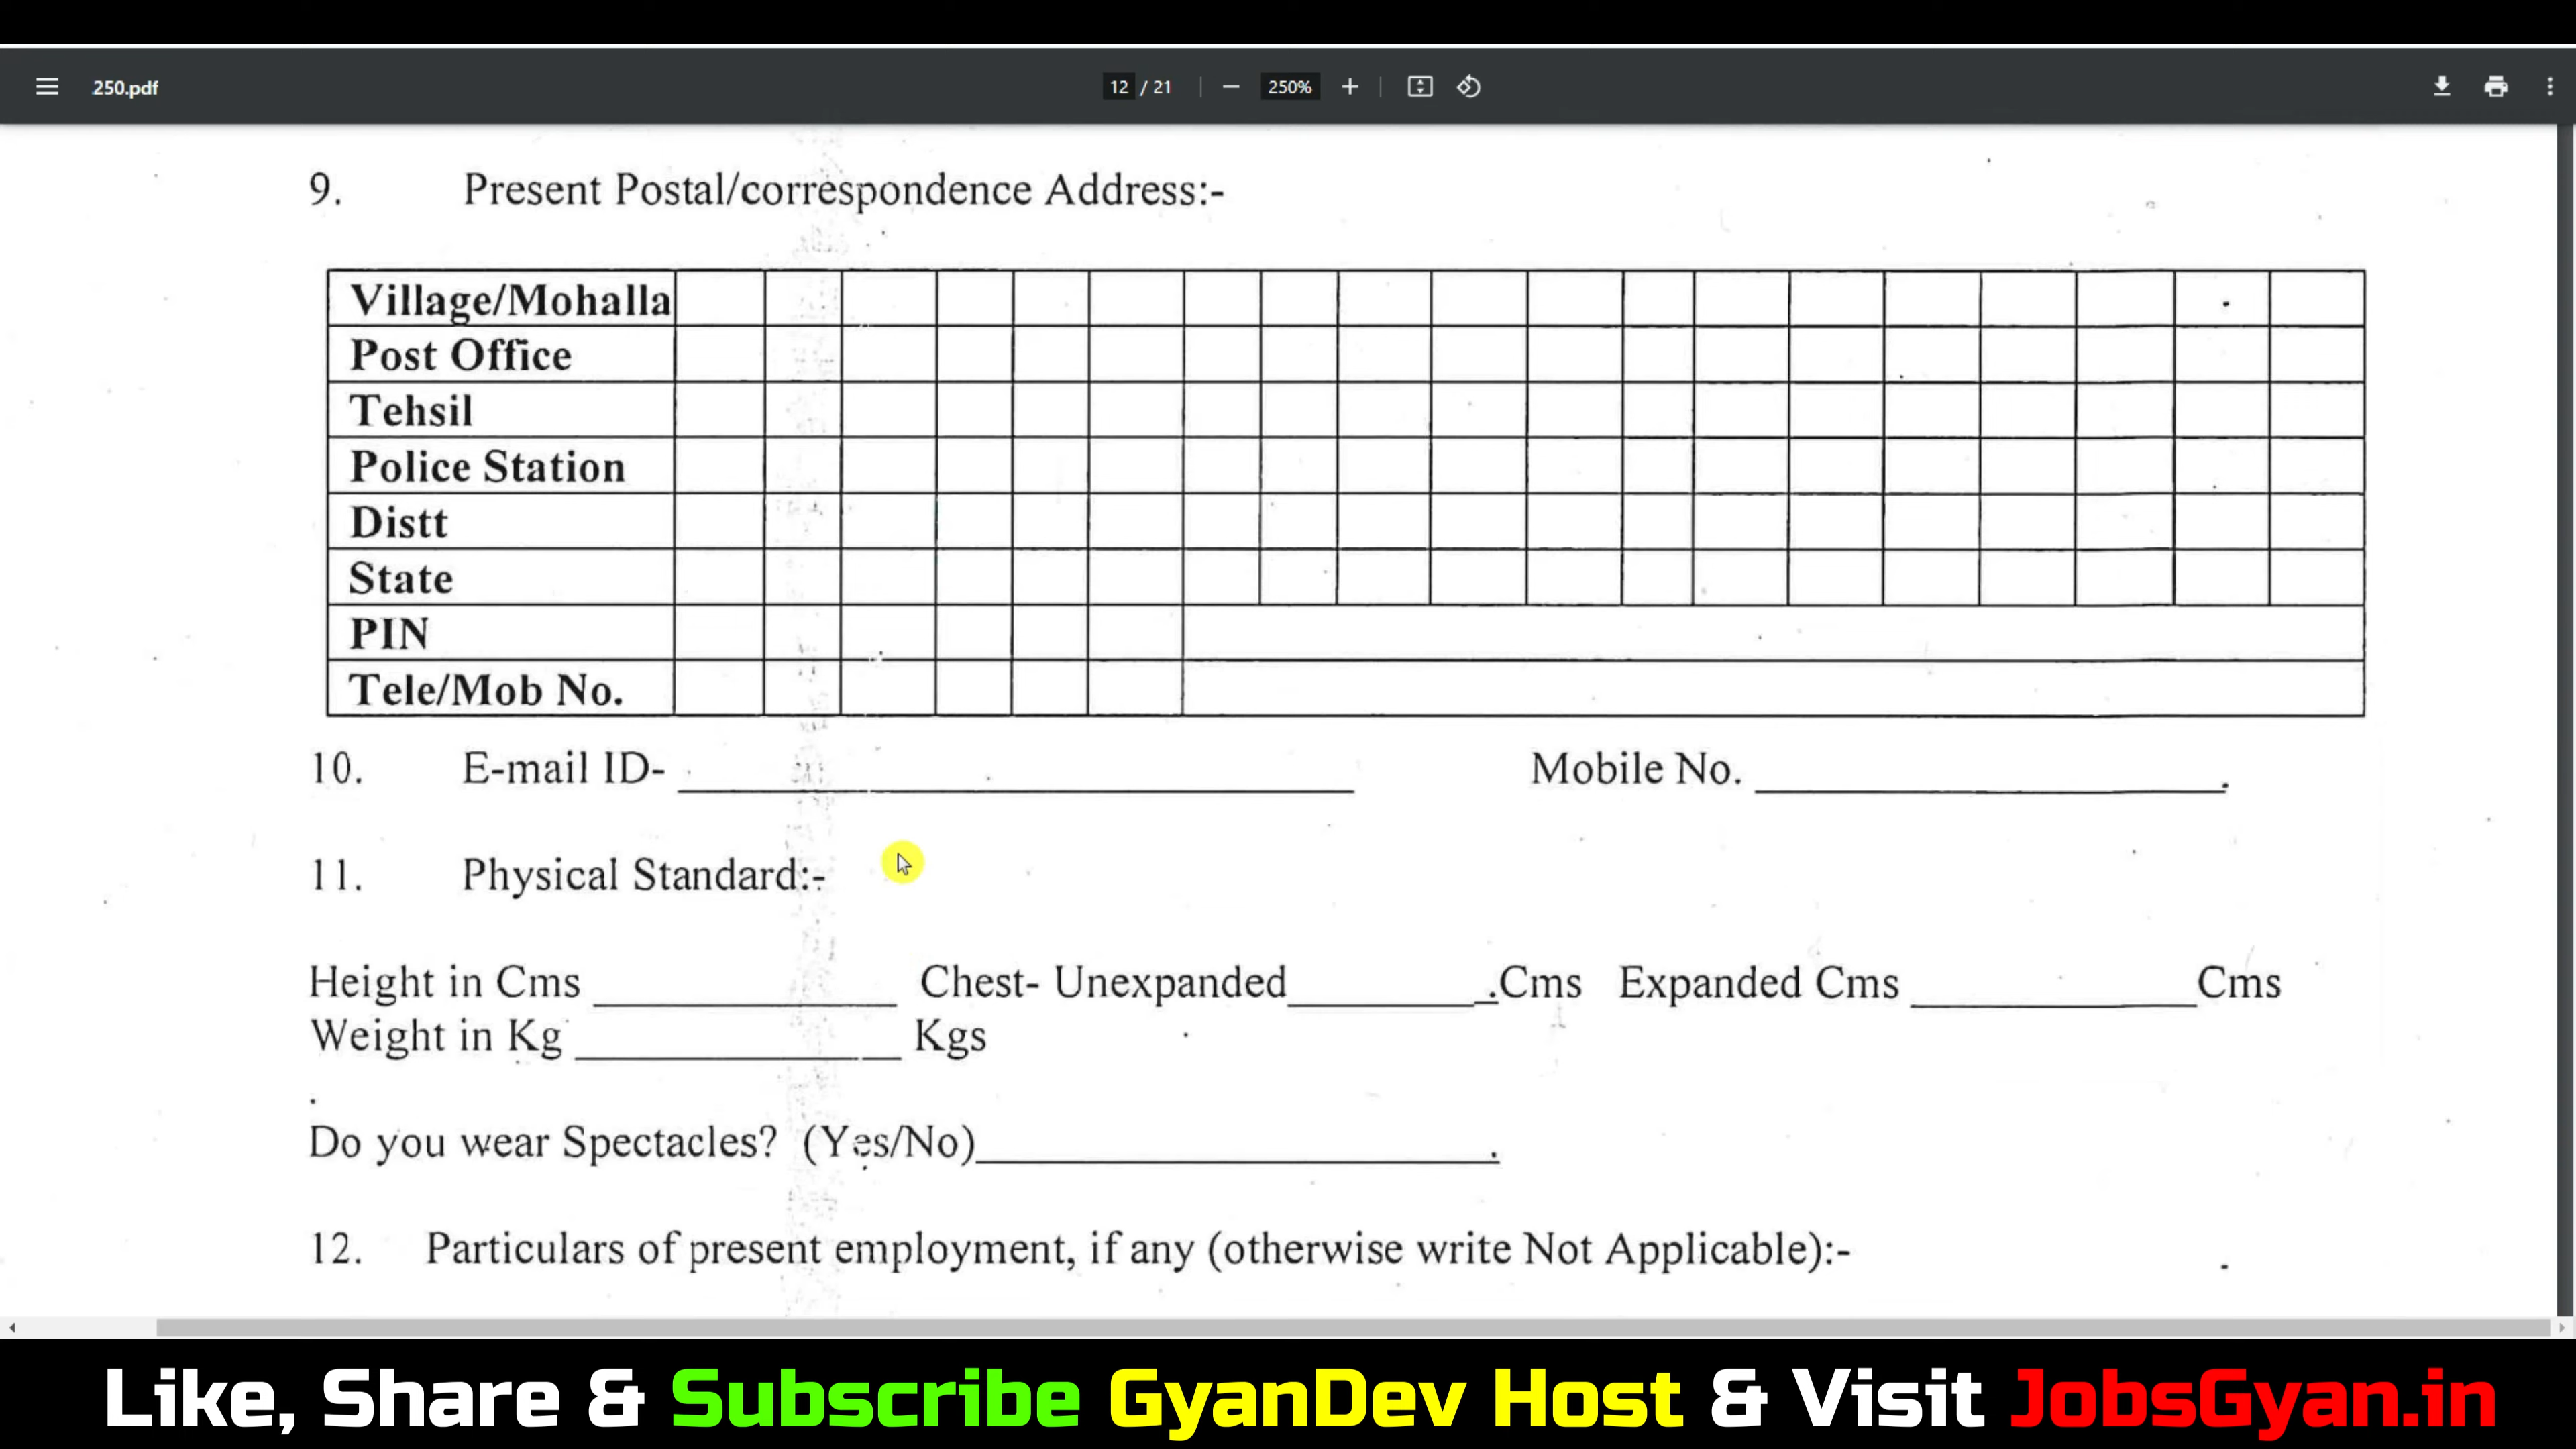 250.pdf
12 / 21
250%
9. Present Postal/correspondence Address:-
Village/Mohalla
Post Office
Tehsil
Police Station
Distt
State
PIN
Tele/Mob No.
10. E-mail ID- Mobile No.
11. Physical Standard:-
Height in Cms Chest- Unexpanded .Cms Expanded Cms Cms
Weight in Kg Kgs
Do you wear Spectacles? (Yes/No) .
12. Particulars of present employment, if any (otherwise write Not Applicable):-
Like, Share & Subscribe GyanDev Host & Visit JobsGyan.in